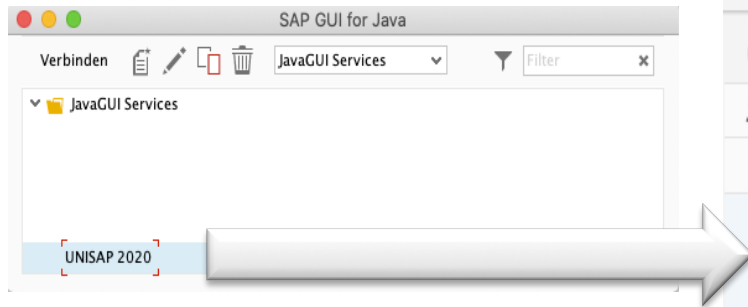 SAP GUI for Java
Verbinden JavaGUI Services Filter
JavaGUI Services
UNISAP 2020